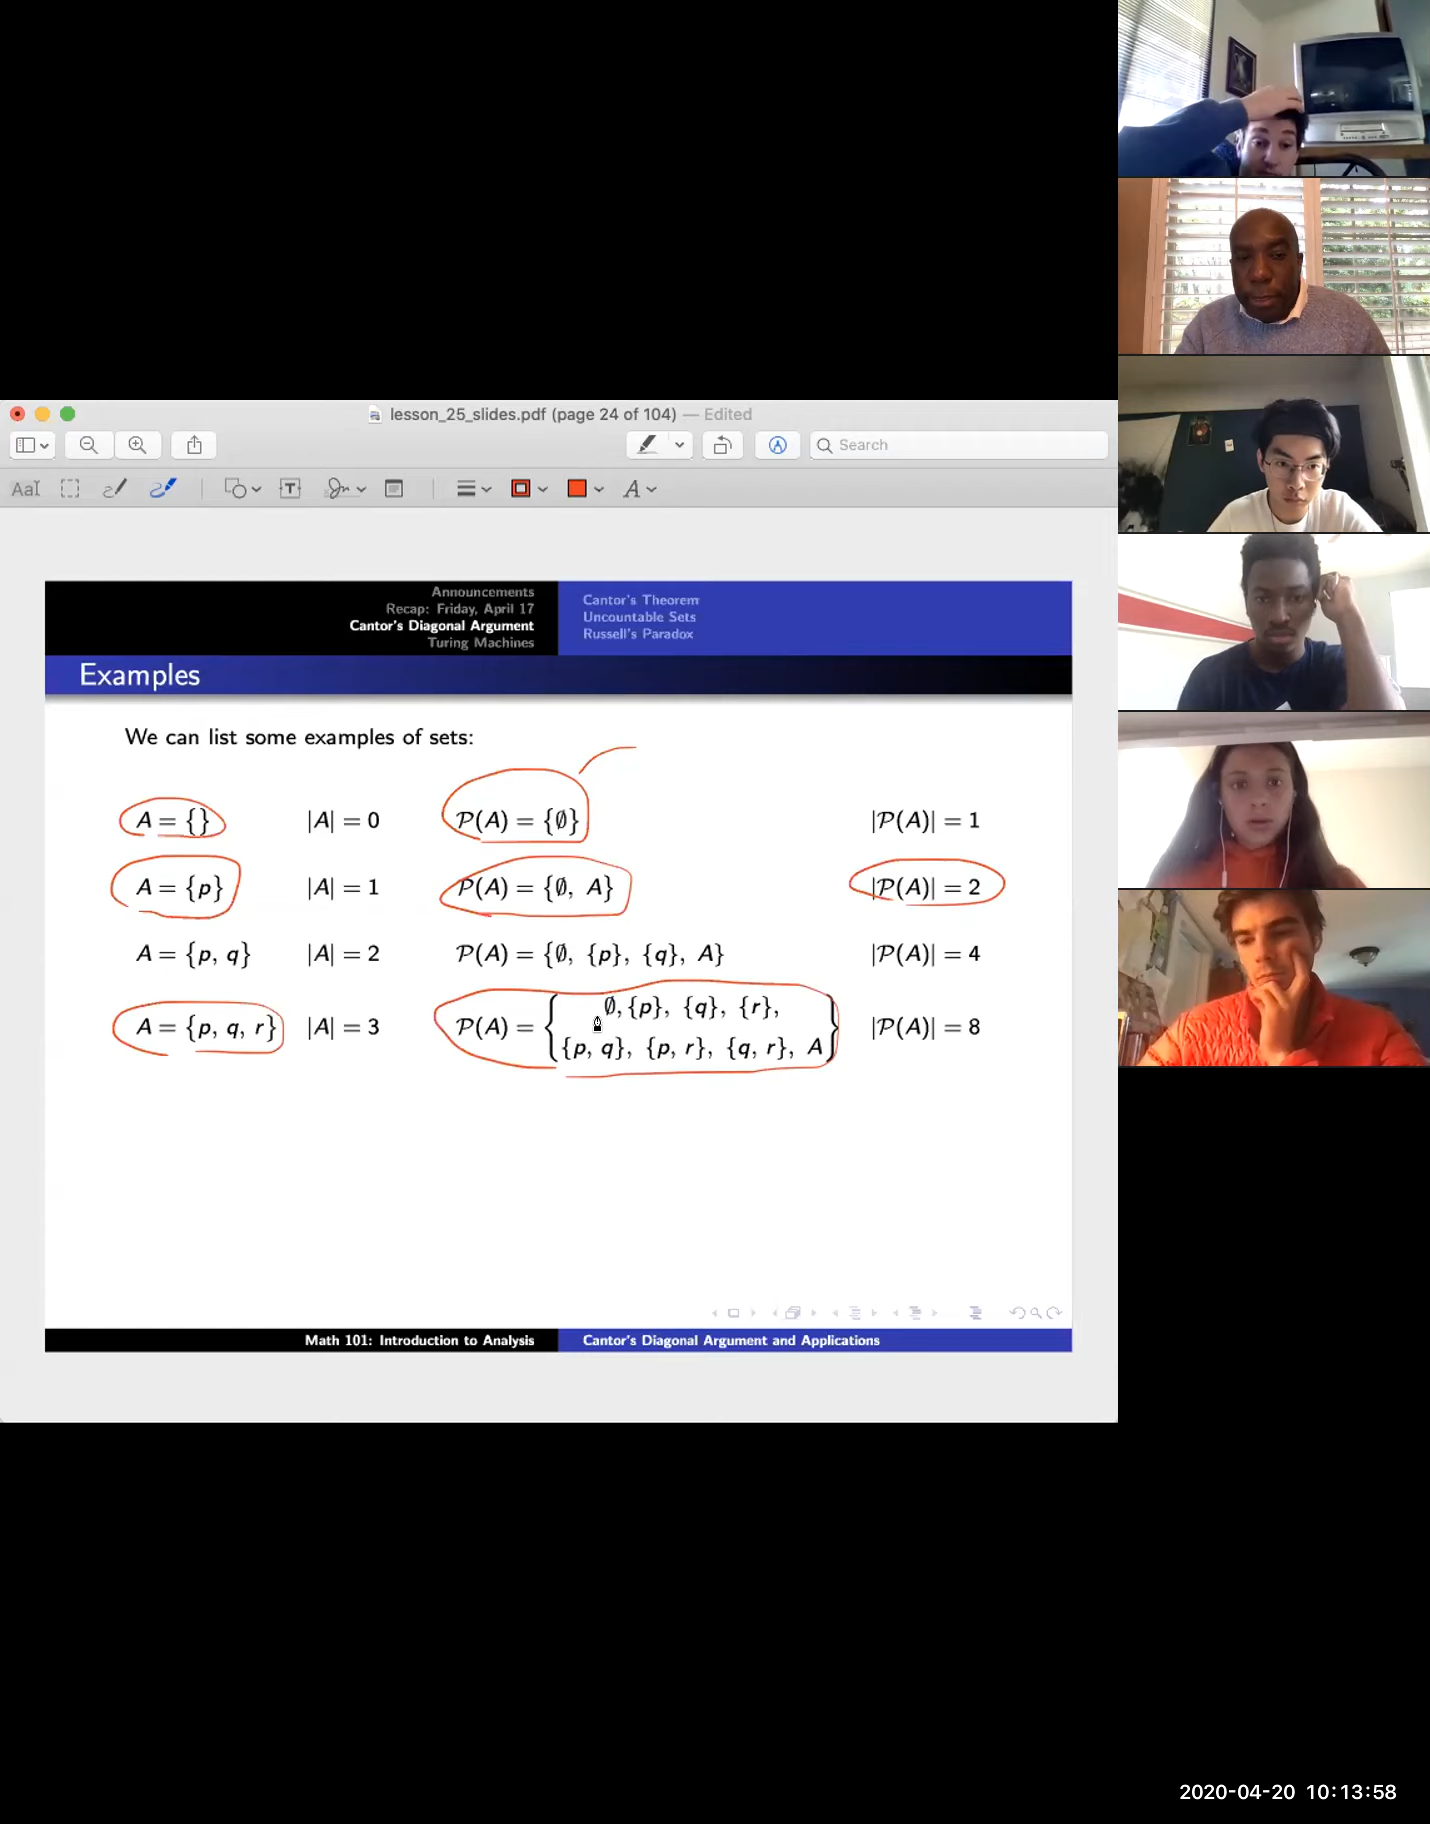 lesson_25_slides.pdf (page 24 of 104) — Edited
Search
AaI T A
Announcements
Recap: Friday, April 17
Cantor's Diagonal Argument
Turing Machines
Cantor's Theorem
Uncountable Sets
Russell's Paradox
Examples
We can list some examples of sets:
A = {} |A| = 0 𝒫(A) = {∅} |𝒫(A)| = 1
A = {p} |A| = 1 𝒫(A) = {∅, A} |𝒫(A)| = 2
A = {p, q} |A| = 2 𝒫(A) = {∅, {p}, {q}, A} |𝒫(A)| = 4
A = {p, q, r} |A| = 3 𝒫(A) = { ∅, {p}, {q}, {r},
{p, q}, {p, r}, {q, r}, A } |𝒫(A)| = 8
Math 101: Introduction to Analysis
Cantor's Diagonal Argument and Applications
2020-04-20 10:13:58